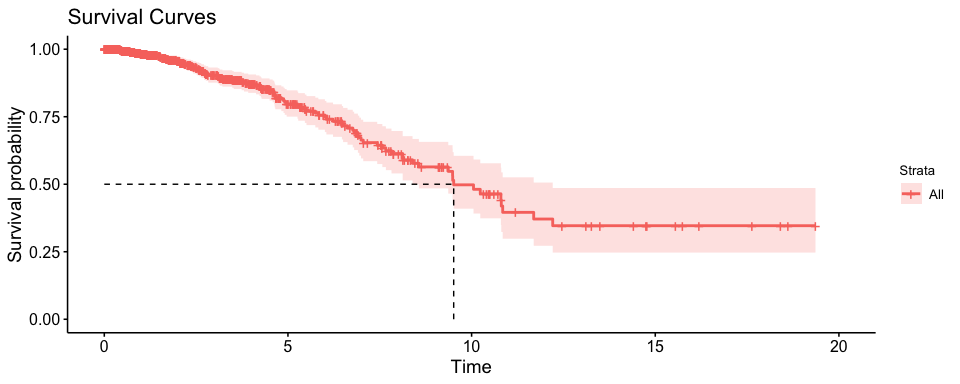 Survival Curves
Survival probability
1.00
0.75
0.50
0.25
0.00
0 5 10 15 20
Time
Strata
All